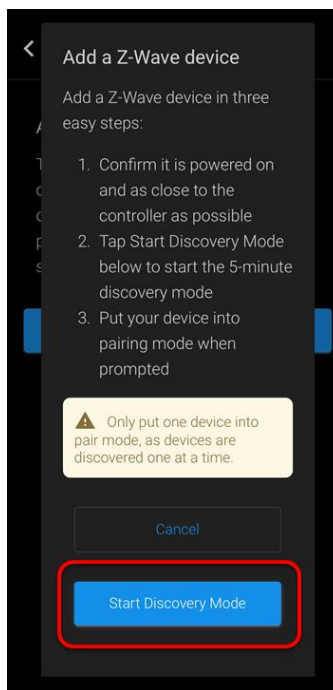 Add a Z-Wave device
Add a Z-Wave device in three
easy steps:
1. Confirm it is powered on
and as close to the
controller as possible
2. Tap Start Discovery Mode
below to start the 5-minute
discovery mode
3. Put your device into
pairing mode when
prompted
Only put one device into
pair mode, as devices are
discovered one at a time.
Cancel
Start Discovery Mode